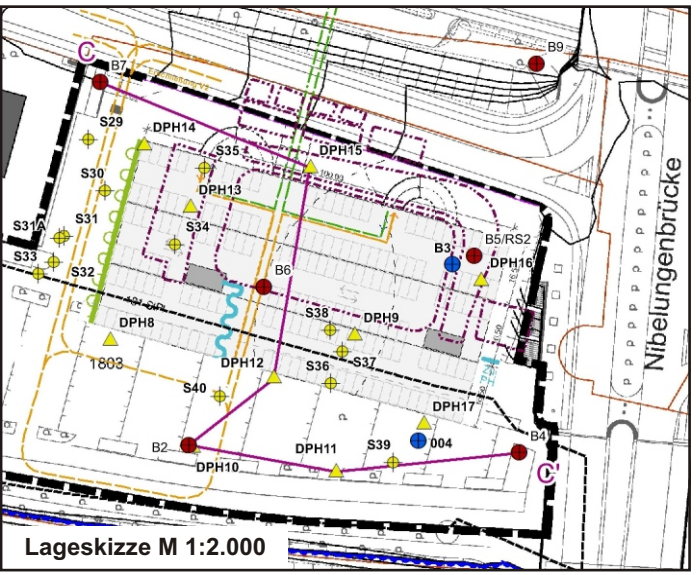 C
B7
B9
S29
DPH14
S35
DPH15
S30
DPH13
S31A
S31
S34
B3
B5/RS2
DPH16
S33
S32
B6
S38
DPH9
DPH8
1803
DPH12
S36
S37
S40
DPH17
B2
DPH10
DPH11
S39
004
B4
C'
Nibelungenbrücke
Lageskizze M 1:2.000